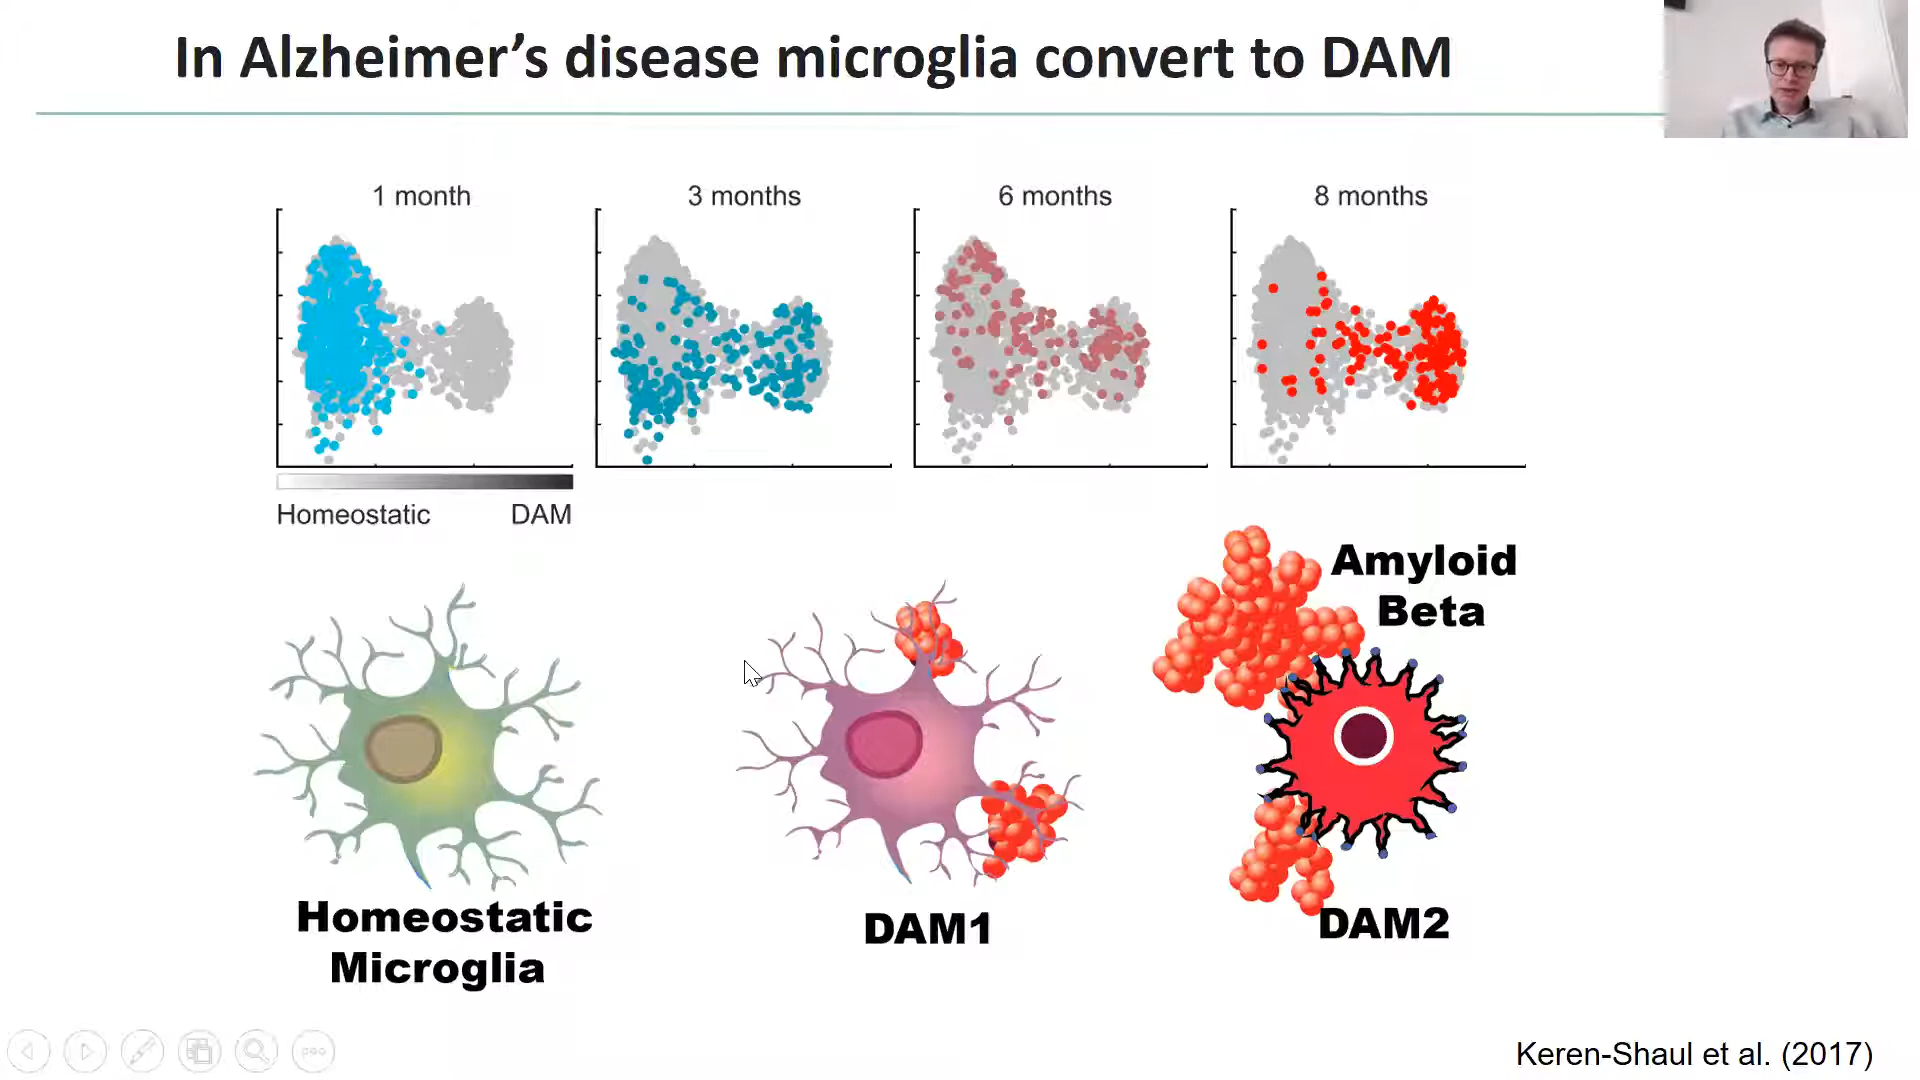 In Alzheimer’s disease microglia convert to DAM
1 month
3 months
6 months
8 months
Homeostatic
DAM
Amyloid
Beta
Homeostatic
Microglia
DAM1
DAM2
Keren-Shaul et al. (2017)